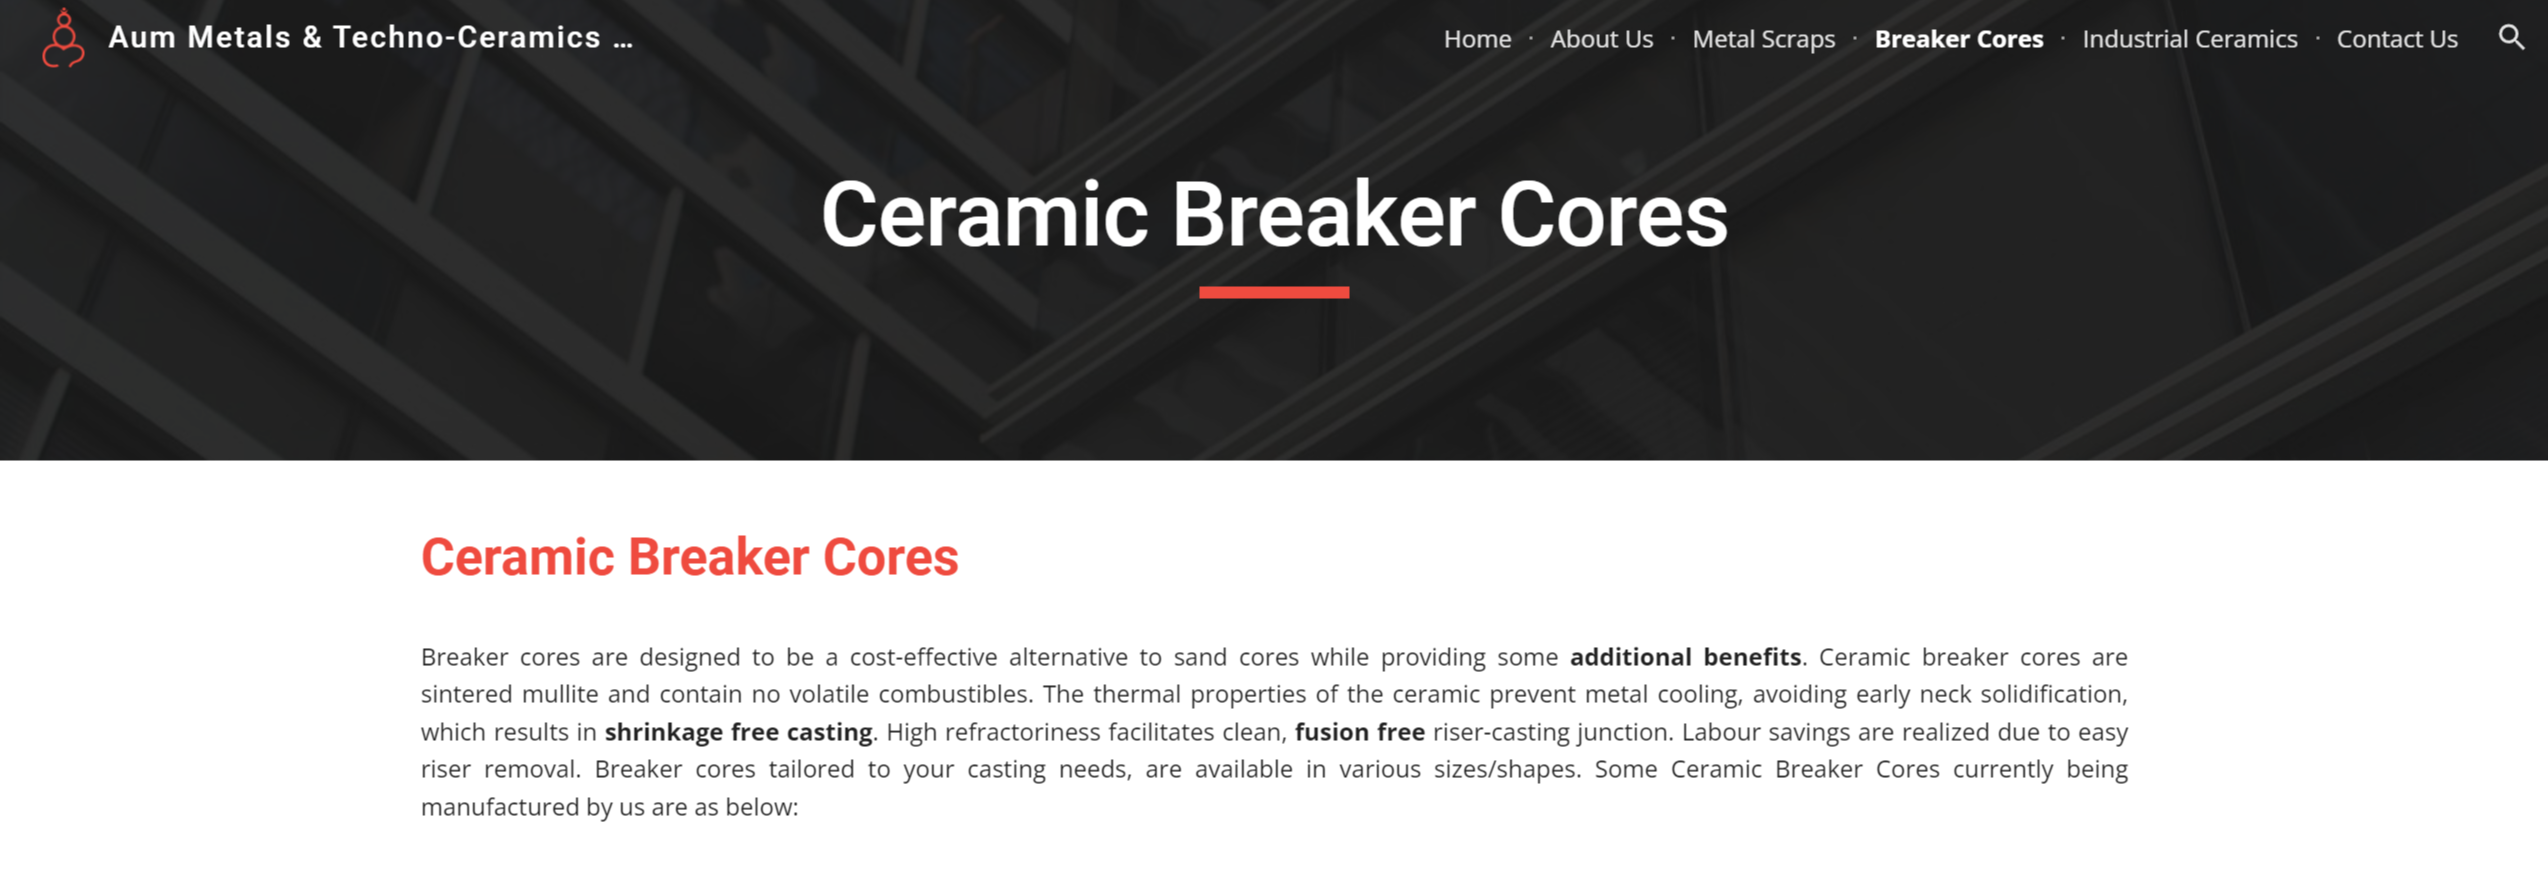 Aum Metals & Techno-Ceramics ...
Home · About Us · Metal Scraps · Breaker Cores · Industrial Ceramics · Contact Us
Ceramic Breaker Cores
Ceramic Breaker Cores
Breaker cores are designed to be a cost-effective alternative to sand cores while providing some additional benefits. Ceramic breaker cores are
sintered mullite and contain no volatile combustibles. The thermal properties of the ceramic prevent metal cooling, avoiding early neck solidification,
which results in shrinkage free casting. High refractoriness facilitates clean, fusion free riser-casting junction. Labour savings are realized due to easy
riser removal. Breaker cores tailored to your casting needs, are available in various sizes/shapes. Some Ceramic Breaker Cores currently being
manufactured by us are as below: